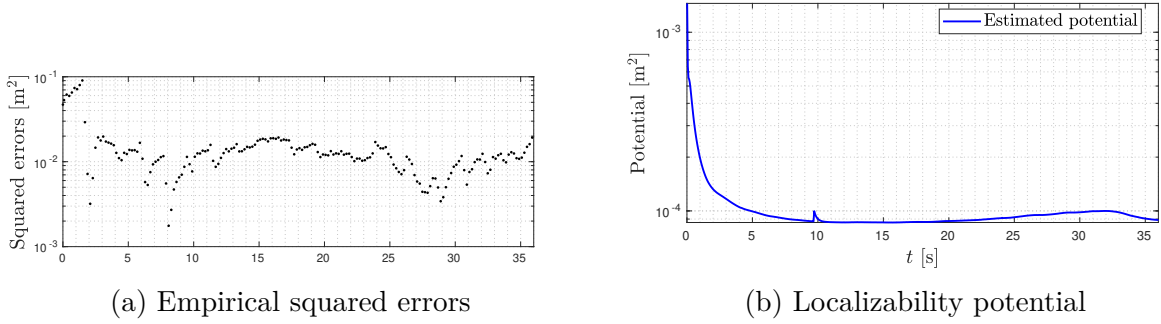 Squared errors [m²]
10⁻¹
10⁻²
10⁻³
0 5 10 15 20 25 30 35
(a) Empirical squared errors
Potential [m²]
10⁻³
10⁻⁴
Estimated potential
0 5 10 15 20 25 30 35
t [s]
(b) Localizability potential